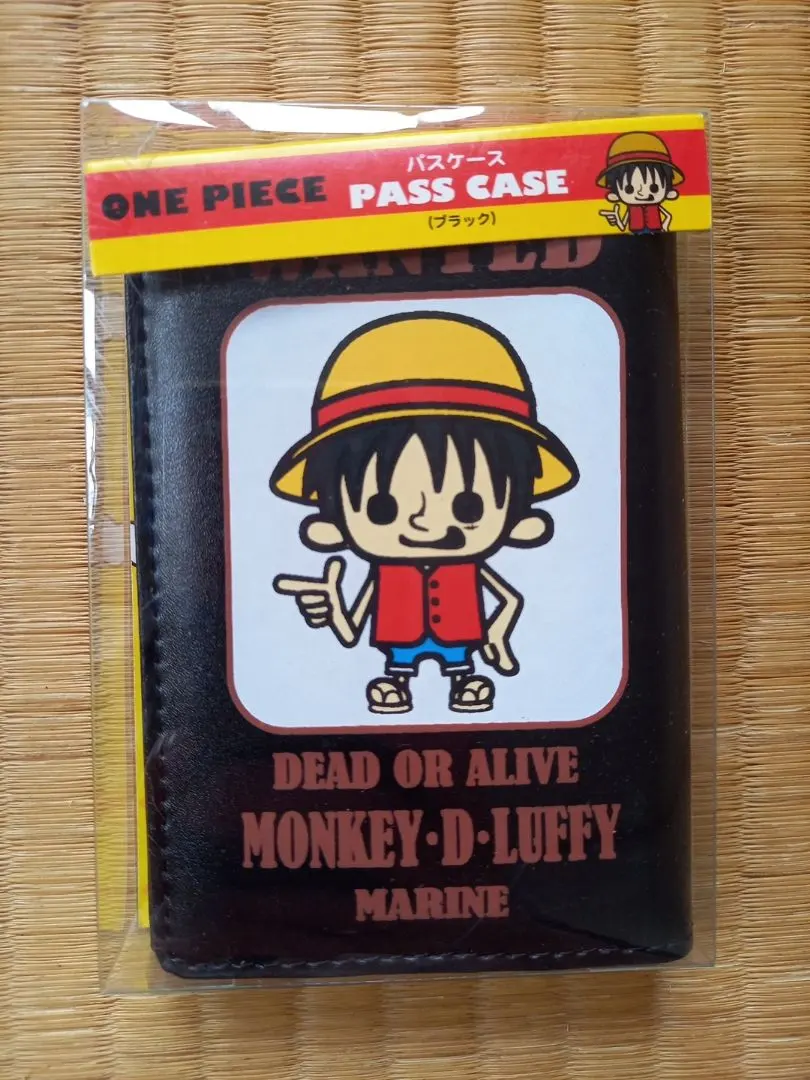 ONE PIECE
パスケース
PASS CASE
(ブラック)
WANTED
DEAD OR ALIVE
MONKEY・D・LUFFY
MARINE